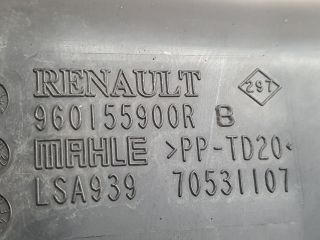 RENAULT 297
960155900R B
MAHLE >PP-TD20<
LSA939 70531107